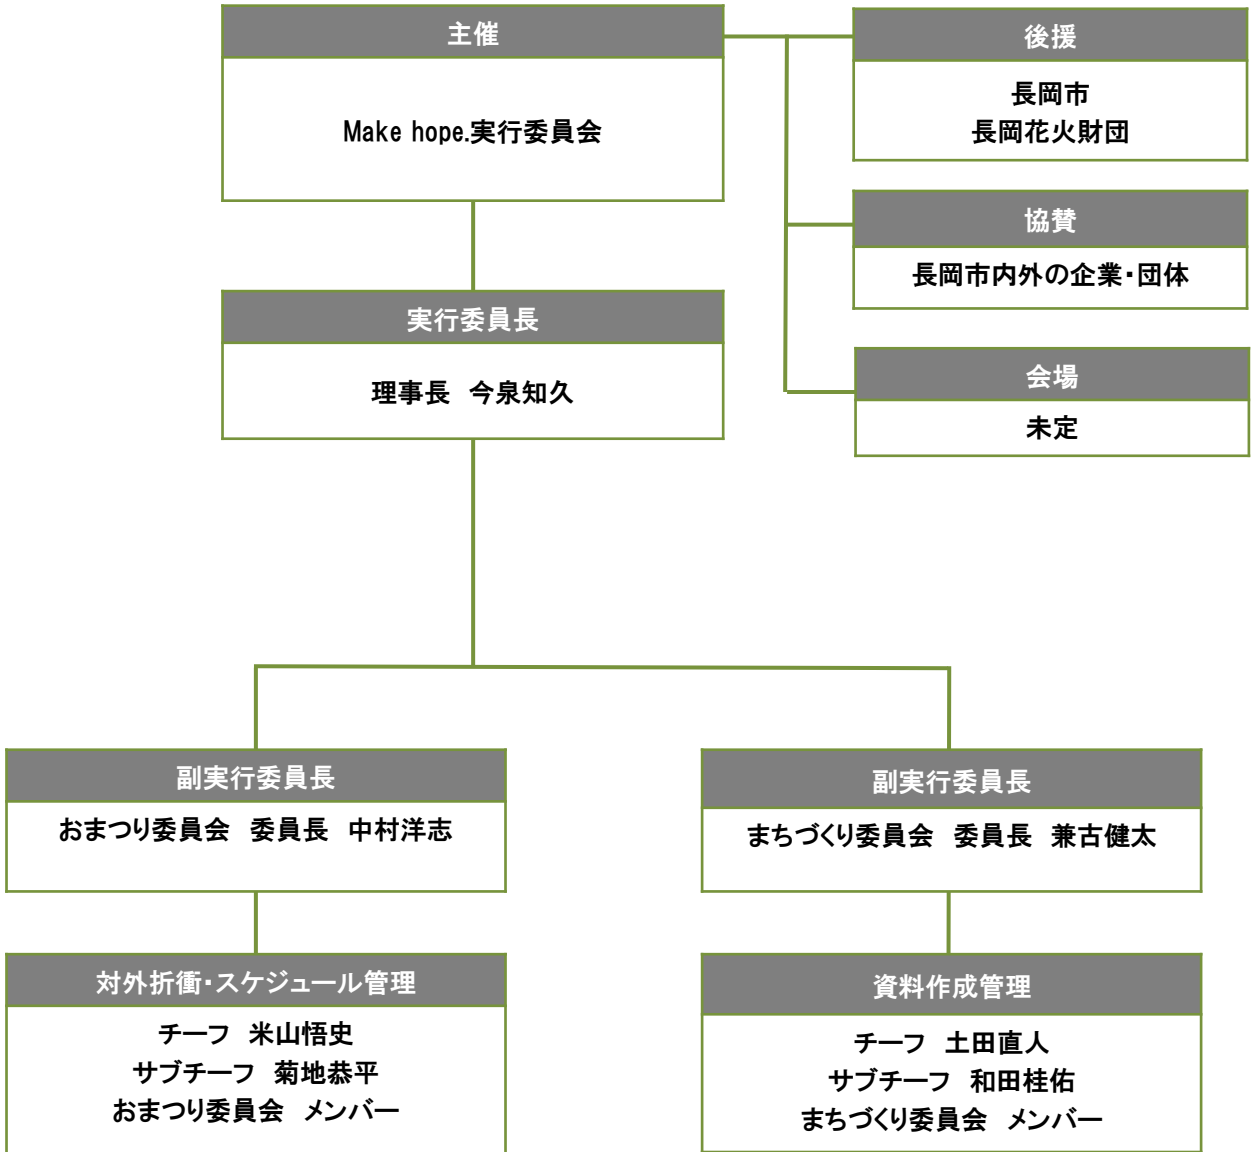 主催
Make hope.実行委員会
後援
長岡市
長岡花火財団
協賛
長岡市内外の企業・団体
会場
未定
実行委員長
理事長　今泉知久
副実行委員長
おまつり委員会　委員長　中村洋志
対外折衝・スケジュール管理
チーフ　米山悟史
サブチーフ　菊地恭平
おまつり委員会　メンバー
副実行委員長
まちづくり委員会　委員長　兼古健太
資料作成管理
チーフ　土田直人
サブチーフ　和田桂佑
まちづくり委員会　メンバー